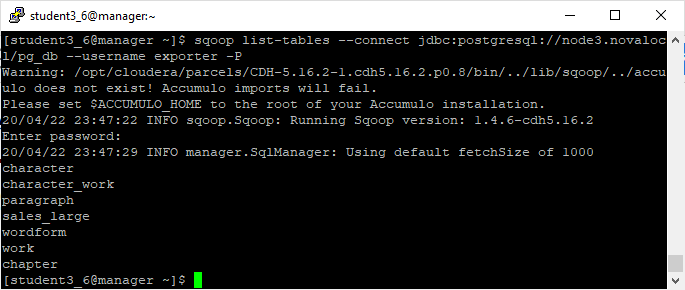 student3_6@manager:~
[student3_6@manager ~]$ sqoop list-tables --connect jdbc:postgresql://node3.novaloca
l/pg_db --username exporter -P
Warning: /opt/cloudera/parcels/CDH-5.16.2-1.cdh5.16.2.p0.8/bin/../lib/sqoop/../accum
ulo does not exist! Accumulo imports will fail.
Please set $ACCUMULO_HOME to the root of your Accumulo installation.
20/04/22 23:47:22 INFO sqoop.Sqoop: Running Sqoop version: 1.4.6-cdh5.16.2
Enter password:
20/04/22 23:47:29 INFO manager.SqlManager: Using default fetchSize of 1000
character
character_work
paragraph
sales_large
wordform
work
chapter
[student3_6@manager ~]$